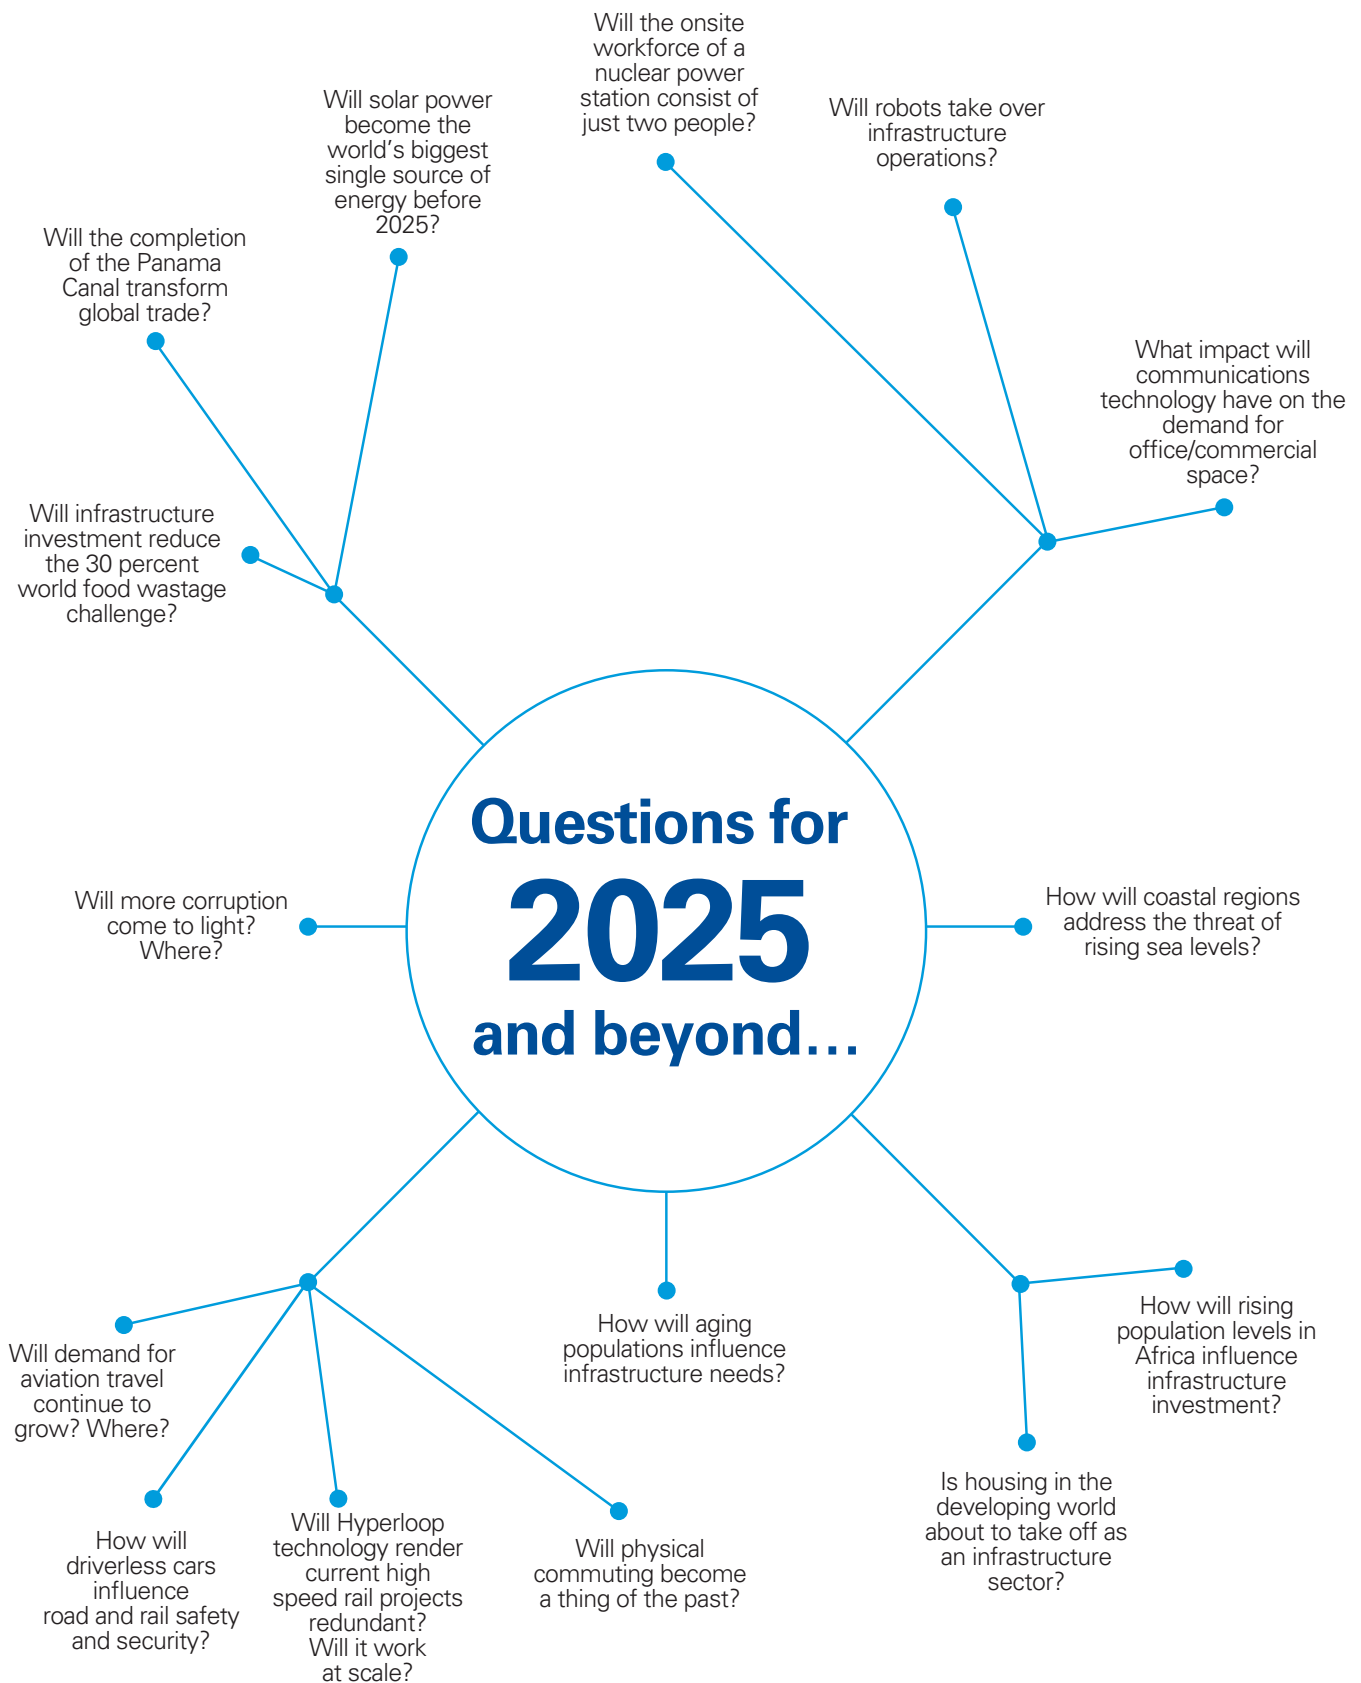 Will the onsite
workforce of a
nuclear power
station consist of
just two people?
Will solar power
become the
world's biggest
single source of
energy before
2025?
Will robots take over
infrastructure
operations?
Will the completion
of the Panama
Canal transform
global trade?
What impact will
communications
technology have on the
demand for
office/commercial
space?
Will infrastructure
investment reduce
the 30 percent
world food wastage
challenge?
Questions for
2025
and beyond...
Will more corruption
come to light?
Where?
How will coastal regions
address the threat of
rising sea levels?
How will aging
populations influence
infrastructure needs?
How will rising
population levels in
Africa influence
infrastructure
investment?
Will demand for
aviation travel
continue to
grow? Where?
Is housing in the
developing world
about to take off as
an infrastructure
sector?
How will
driverless cars
influence
road and rail safety
and security?
Will Hyperloop
technology render
current high
speed rail projects
redundant?
Will it work
at scale?
Will physical
commuting become
a thing of the past?